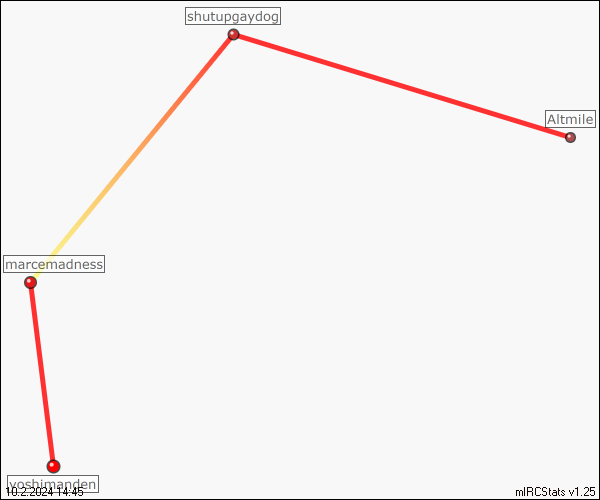 shutupgaydog
Altmile
marcemadness
yoshimanden
10.2.2024 14:45
mIRCStats v1.25